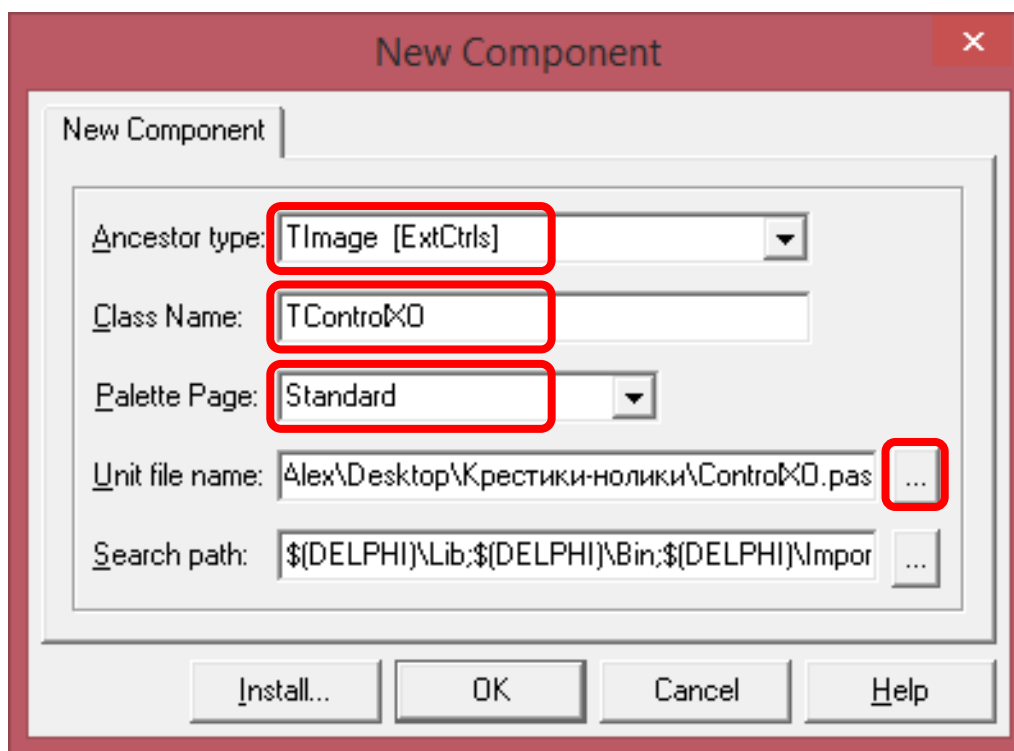 New Component
New Component
Ancestor type: TImage [ExtCtrls]
Class Name: TControlXO
Palette Page: Standard
Unit file name: Alex\Desktop\Крестики-нолики\ControlXO.pas ...
Search path: $(DELPHI)\Lib;$(DELPHI)\Bin;$(DELPHI)\Impor ...
Install... OK Cancel Help